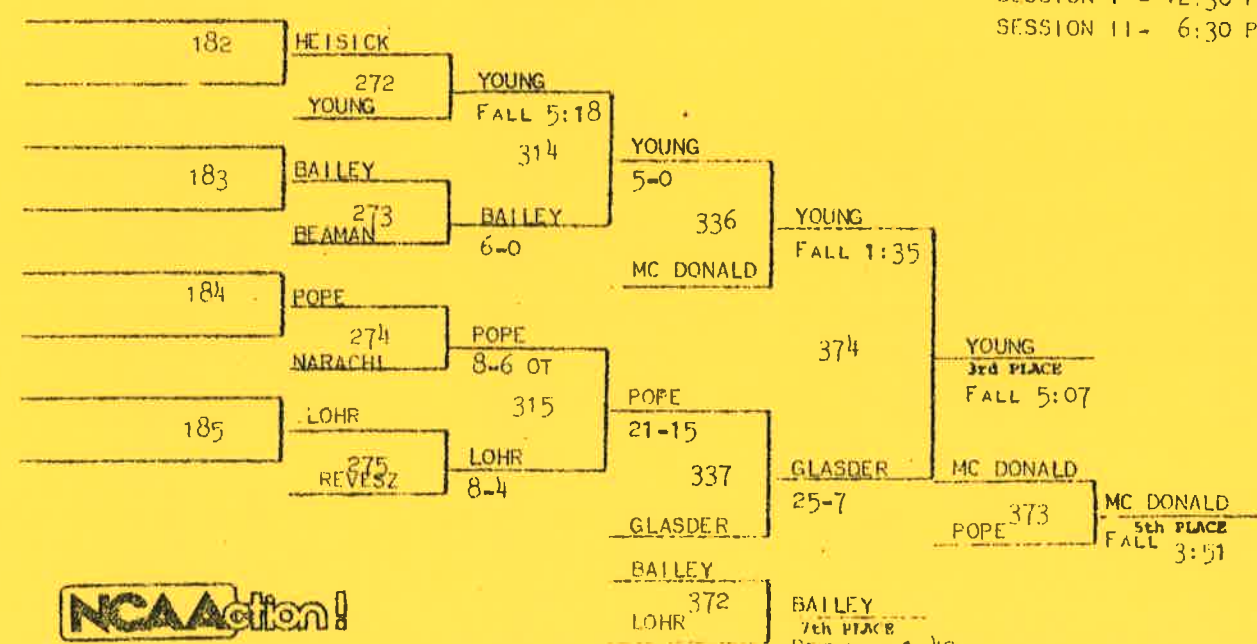 SESSION
SESSION II- 6:30 P
182
HEISICK
272
YOUNG
YOUNG
FALL 5:18
314
183
BAILEY
273
BEAMAN
BAILEY
6-0
YOUNG
5-0
336
MC DONALD
YOUNG
FALL 1:35
184
POPE
274
NARACHI
POPE
8-6 OT
315
185
LOHR
275
REVESZ
LOHR
8-4
POPE
21-15
337
GLASDER
GLASDER
25-7
374
YOUNG
3rd PLACE
FALL 5:07
MC DONALD
373
POPE
MC DONALD
5th PLACE
FALL 3:51
BAILEY
372
LOHR
BAILEY
7th PLACE
NCAAction!